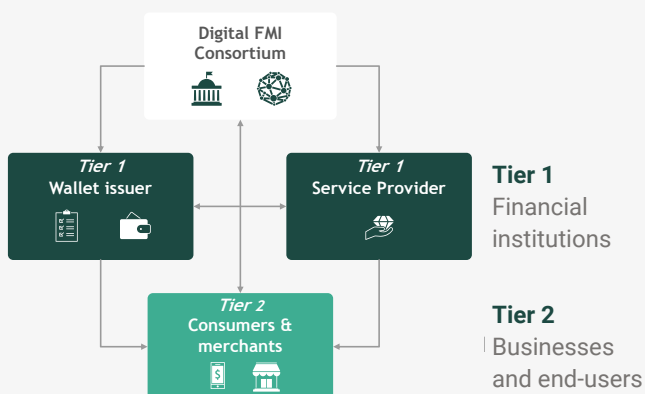 Digital FMI
Consortium
Tier 1
Wallet issuer
Tier 1
Service Provider
Tier 1
Financial
institutions
Tier 2
Consumers &
merchants
$
Tier 2
Businesses
and end-users